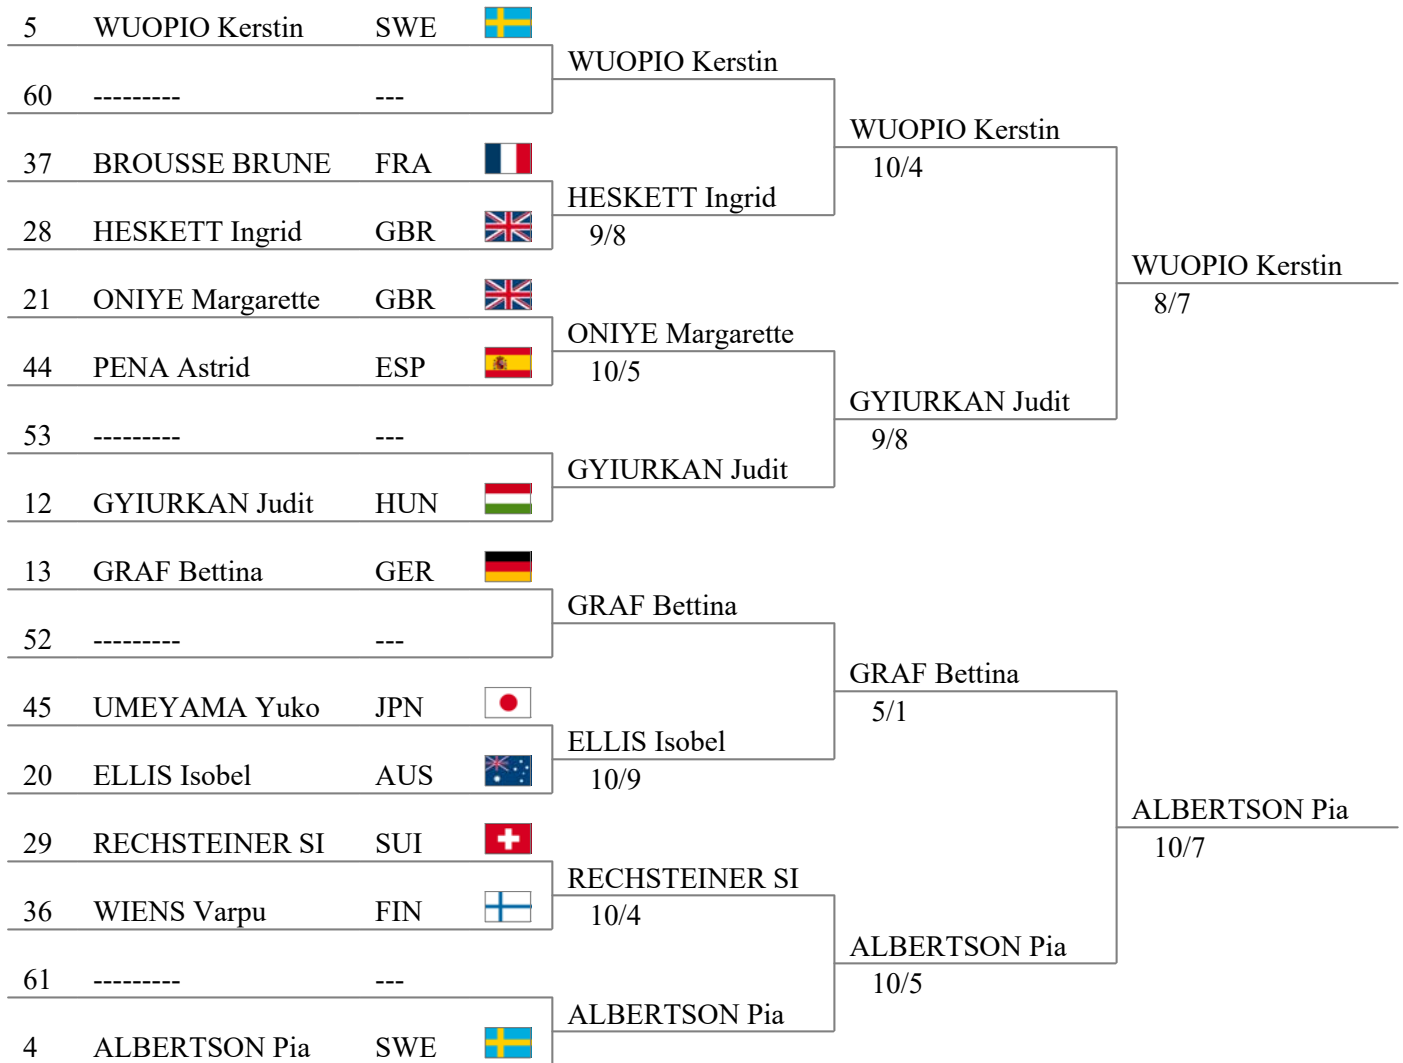 5 WUOPIO Kerstin SWE
WUOPIO Kerstin
60 --------- ---
WUOPIO Kerstin
10/4
37 BROUSSE BRUNE FRA
HESKETT Ingrid
9/8
28 HESKETT Ingrid GBR
WUOPIO Kerstin
8/7
21 ONIYE Margarette GBR
ONIYE Margarette
10/5
44 PENA Astrid ESP
GYIURKAN Judit
9/8
53 --------- ---
GYIURKAN Judit
12 GYIURKAN Judit HUN
13 GRAF Bettina GER
GRAF Bettina
52 --------- ---
GRAF Bettina
5/1
45 UMEYAMA Yuko JPN
ELLIS Isobel
10/9
20 ELLIS Isobel AUS
ALBERTSON Pia
10/7
29 RECHSTEINER SI SUI
RECHSTEINER SI
10/4
36 WIENS Varpu FIN
ALBERTSON Pia
10/5
61 --------- ---
ALBERTSON Pia
4 ALBERTSON Pia SWE